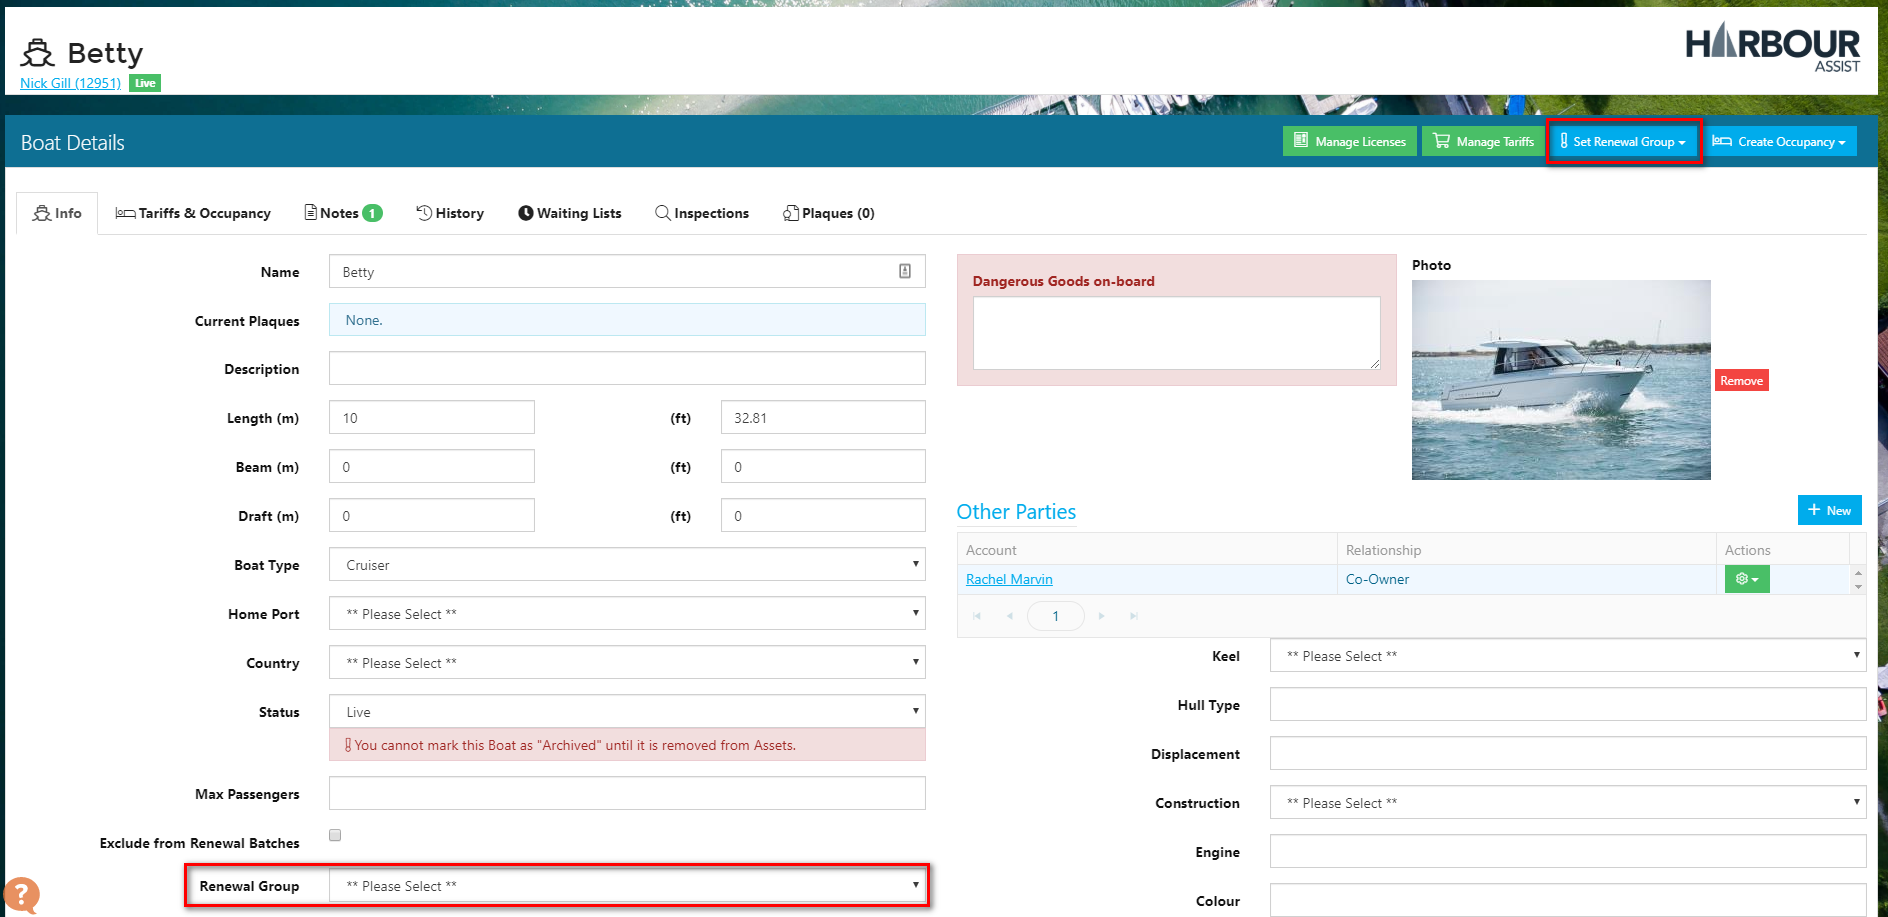 Betty
HARBOUR
ASSIST
Nick Gill (12951) Live
Boat Details
Manage Licenses
Manage Tariffs
Set Renewal Group
Create Occupancy
Info
Tariffs & Occupancy
Notes 1
History
Waiting Lists
Inspections
Plaques (0)
Name Betty
Current Plaques None.
Description
Length (m) 10 (ft) 32.81
Beam (m) 0 (ft) 0
Draft (m) 0 (ft) 0
Boat Type Cruiser
Home Port ** Please Select **
Country ** Please Select **
Status Live
You cannot mark this Boat as "Archived" until it is removed from Assets.
Max Passengers
Exclude from Renewal Batches
Renewal Group ** Please Select **
Dangerous Goods on-board
Photo
Remove
Other Parties
+ New
Account Relationship Actions
Rachel Marvin Co-Owner
1
Keel ** Please Select **
Hull Type
Displacement
Construction ** Please Select **
Engine
Colour
?